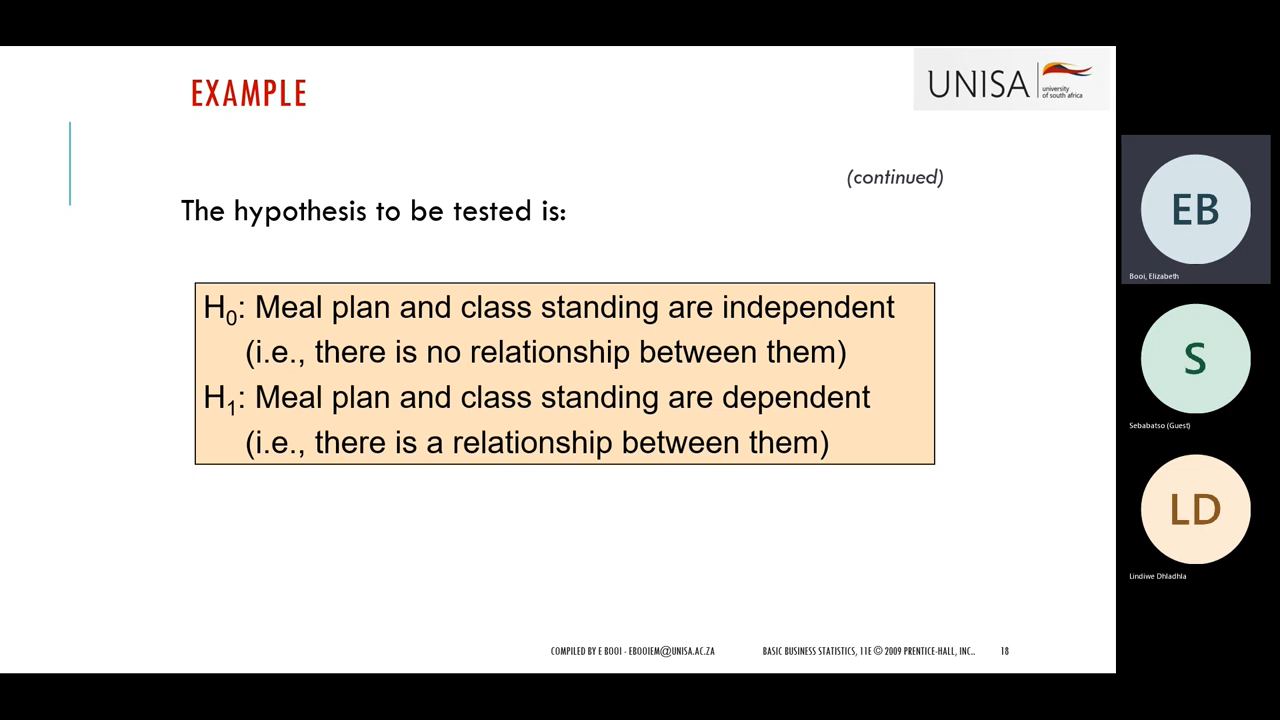 EXAMPLE
UNISA
university
of south africa
(continued)
The hypothesis to be tested is:
H0: Meal plan and class standing are independent
(i.e., there is no relationship between them)
H1: Meal plan and class standing are dependent
(i.e., there is a relationship between them)
COMPILED BY E BOOI - EBOOIEM@UNISA.AC.ZA
BASIC BUSINESS STATISTICS, 11E © 2009 PRENTICE-HALL, INC..
18
EB
Booi, Elizabeth
S
Sebabatso (Guest)
LD
Lindiwe Dhladhla